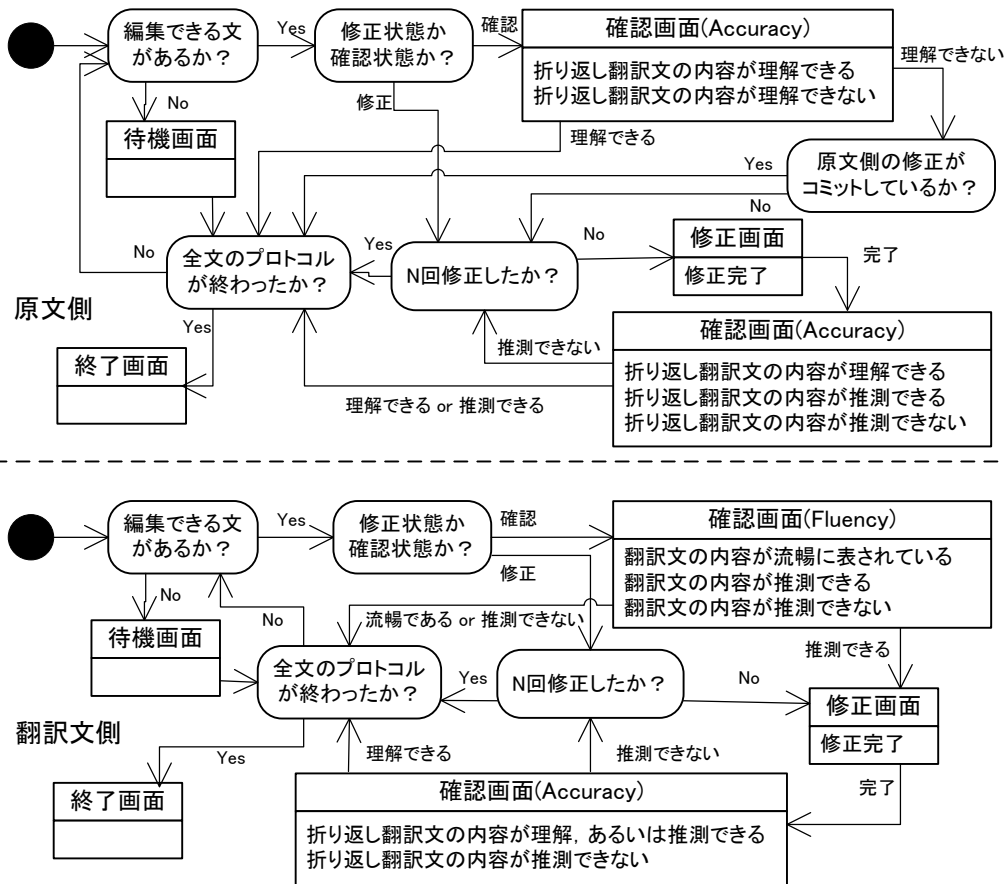 編集できる文
があるか？
Yes
修正状態か
確認状態か？
確認
確認画面(Accuracy)
折り返し翻訳文の内容が理解できる
折り返し翻訳文の内容が理解できない
理解できない
No
修正
待機画面
理解できる
Yes
原文側の修正が
コミットしているか？
No
No
全文のプロトコル
が終わったか？
Yes
N回修正したか？
No
修正画面
修正完了
完了
原文側
Yes
終了画面
推測できない
確認画面(Accuracy)
折り返し翻訳文の内容が理解できる
折り返し翻訳文の内容が推測できる
折り返し翻訳文の内容が推測できない
理解できる or 推測できる
編集できる文
があるか？
Yes
修正状態か
確認状態か？
確認
修正
確認画面(Fluency)
翻訳文の内容が流暢に表されている
翻訳文の内容が推測できる
翻訳文の内容が推測できない
No
待機画面
No
流暢である or 推測できない
推測できる
全文のプロトコル
が終わったか？
Yes
N回修正したか？
No
修正画面
修正完了
翻訳文側
Yes
理解できる
推測できない
完了
終了画面
確認画面(Accuracy)
折り返し翻訳文の内容が理解，あるいは推測できる
折り返し翻訳文の内容が推測できない